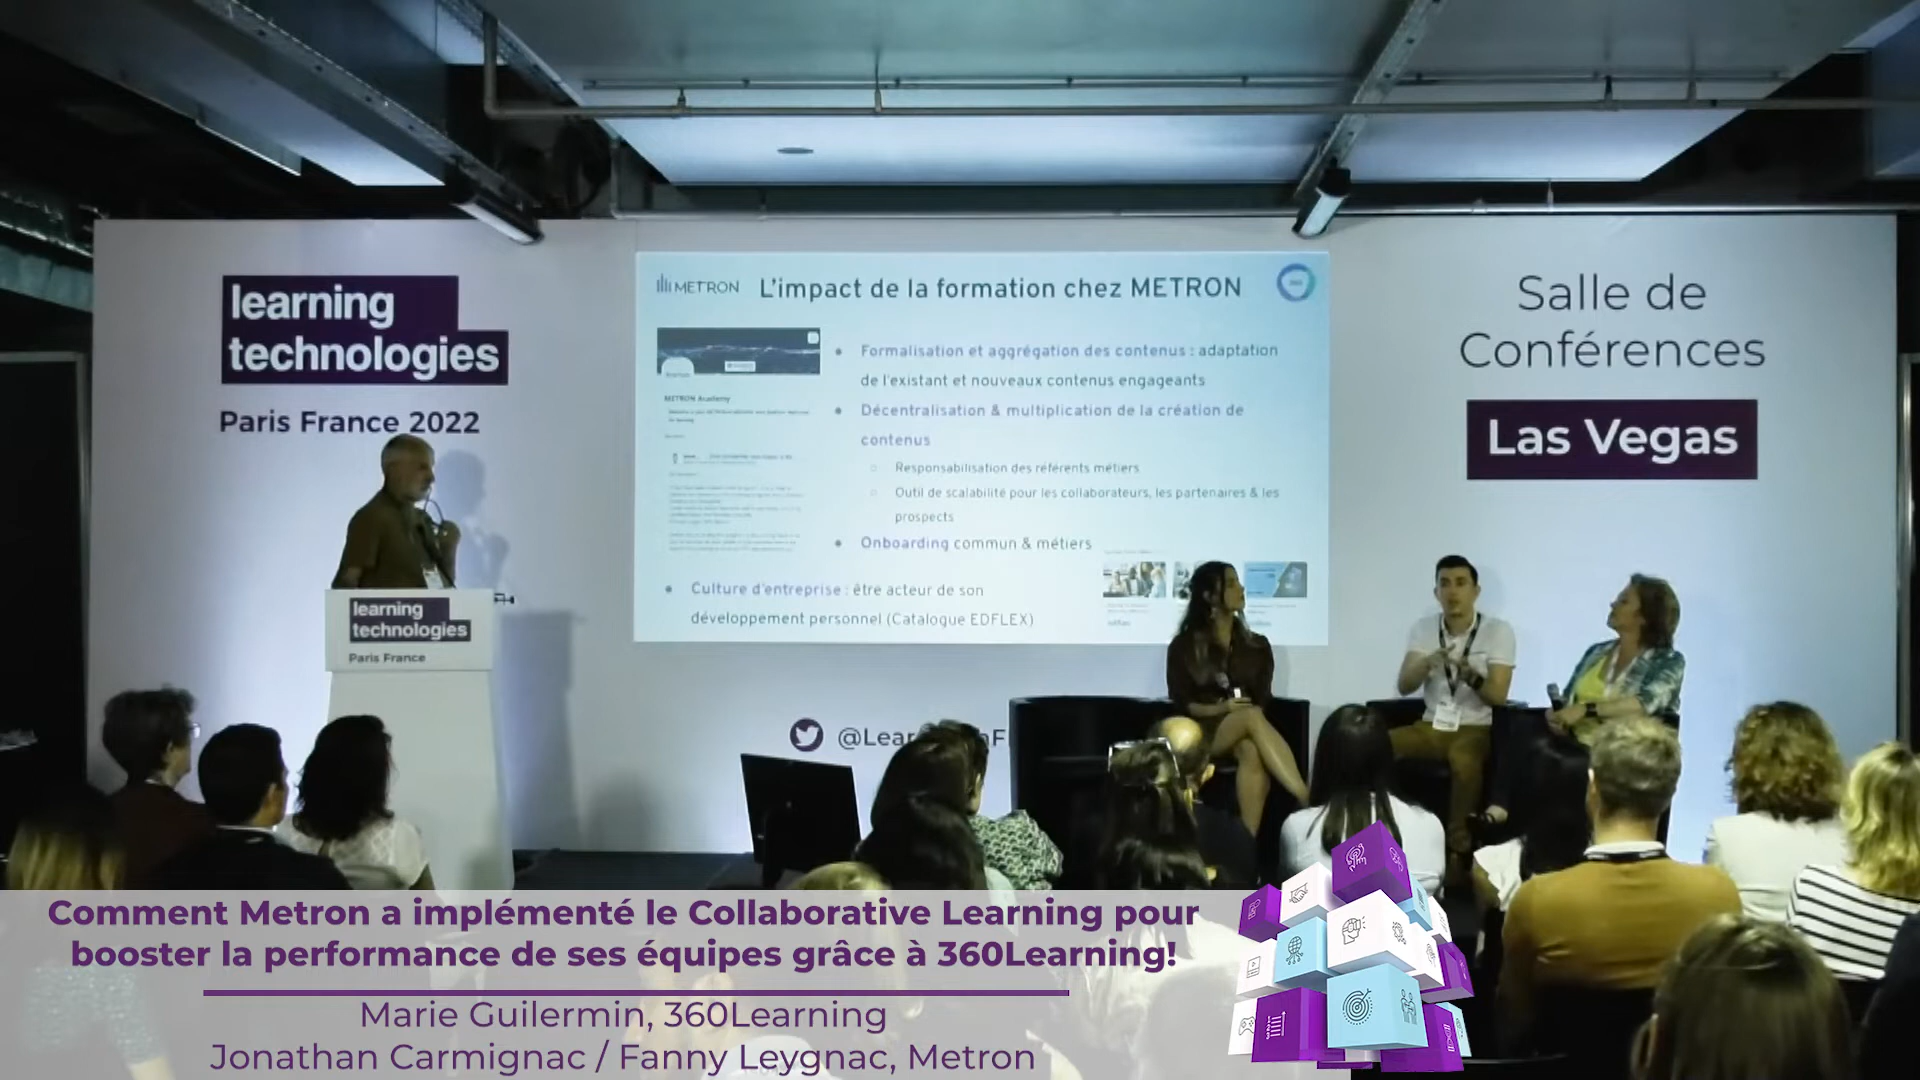 learning
technologies
Paris France 2022
METRON
L'impact de la formation chez METRON
METRON Academy
Formalisation et aggrégation des contenus : adaptation
de l'existant et nouveaux contenus engageants
Décentralisation & multiplication de la création de
contenus
Responsabilisation des référents métiers
Outil de scalabilité pour les collaborateurs, les partenaires & les
prospects
Onboarding commun & métiers
Culture d'entreprise : être acteur de son
développement personnel (Catalogue EDFLEX)
Salle de
Conférences
Las Vegas
learning
technologies
Paris France
Comment Metron a implémenté le Collaborative Learning pour
booster la performance de ses équipes grâce à 360Learning!
Marie Guilermin, 360Learning
Jonathan Carmignac / Fanny Leygnac, Metron